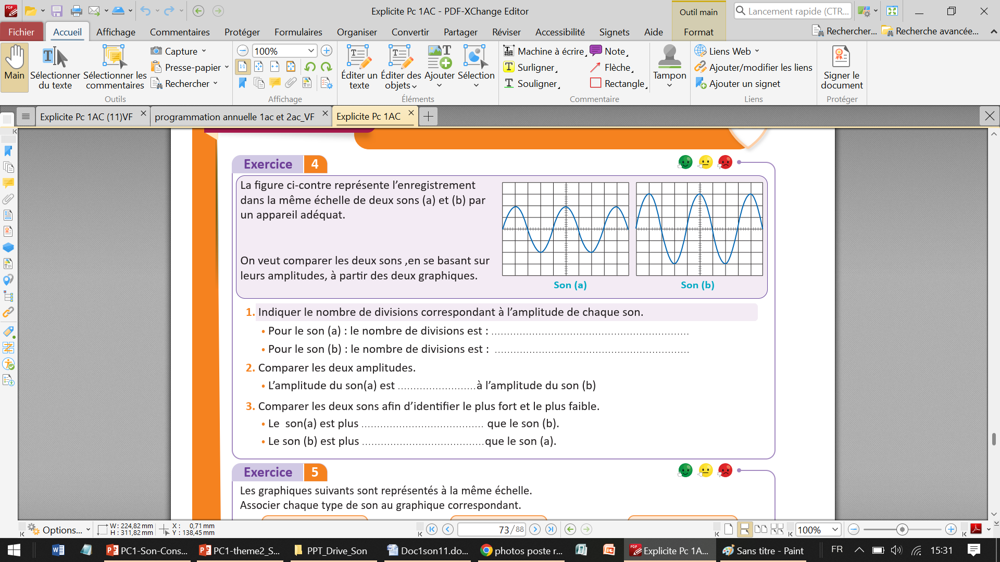 Explicite Pc 1AC - PDF-XChange Editor
Outil main
Lancement rapide (CTR...
Fichier
Accueil
Affichage
Commentaires
Protéger
Formulaires
Organiser
Convertir
Partager
Réviser
Accessibilité
Signets
Aide
Format
Rechercher...
Recherche avancée...
Main
Sélectionner
du texte
Sélectionner les
commentaires
Capture
Presse-papier
Rechercher
Outils
100%
Affichage
Éditer un
texte
Éditer des
objets
Ajouter
Sélection
Éléments
Machine à écrire
Surligner
Souligner
Note
Flèche
Rectangle
Tampon
Commentaire
Liens Web
Ajouter/modifier les liens
Ajouter un signet
Liens
Signer le
document
Protéger
Explicite Pc 1AC (11)VF
programmation annuelle 1ac et 2ac_VF
Explicite Pc 1AC
Exercice 4
La figure ci-contre représente l’enregistrement
dans la même échelle de deux sons (a) et (b) par
un appareil adéquat.
On veut comparer les deux sons ,en se basant sur
leurs amplitudes, à partir des deux graphiques.
Son (a)
Son (b)
1. Indiquer le nombre de divisions correspondant à l’amplitude de chaque son.
• Pour le son (a) : le nombre de divisions est : ...............................................................
• Pour le son (b) : le nombre de divisions est : ..............................................................
2. Comparer les deux amplitudes.
• L’amplitude du son(a) est .........................à l’amplitude du son (b)
3. Comparer les deux sons afin d’identifier le plus fort et le plus faible.
• Le son(a) est plus ....................................... que le son (b).
• Le son (b) est plus .......................................que le son (a).
Exercice 5
Les graphiques suivants sont représentés à la même échelle.
Associer chaque type de son au graphique correspondant.
Options...
W : 224,82 mm
H : 311,82 mm
X : 0,71 mm
Y : 138,45 mm
73 / 88
100%
PC1-Son-Cons...
PC1-theme2_S...
PPT_Drive_Son
Doc1son11.do...
photos poste r...
Explicite Pc 1A...
Sans titre - Paint
FR
15:31